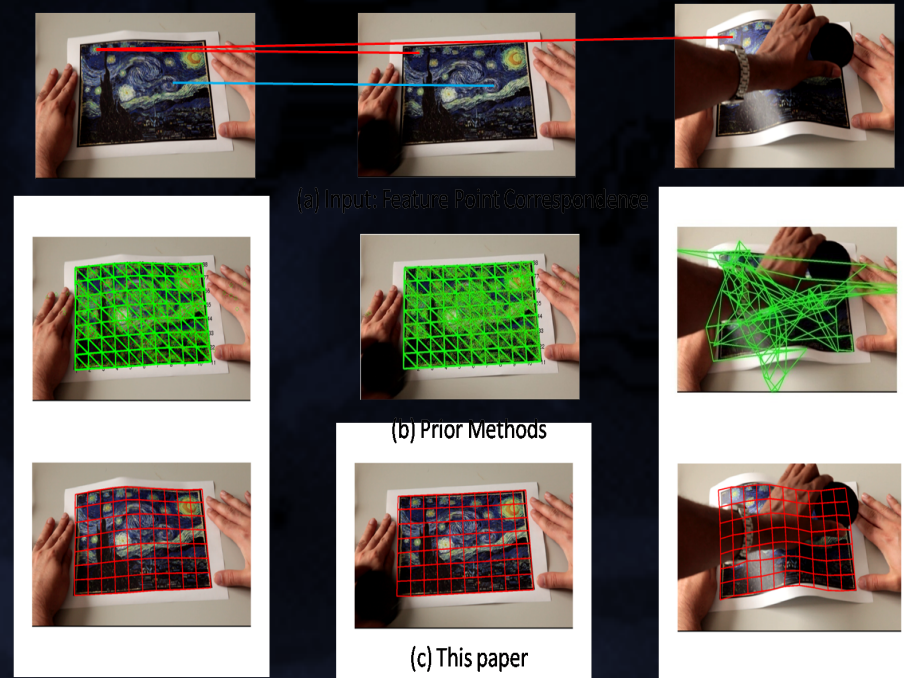 (a) Input: Feature Point Correspondence
(b) Prior Methods
(c) This paper